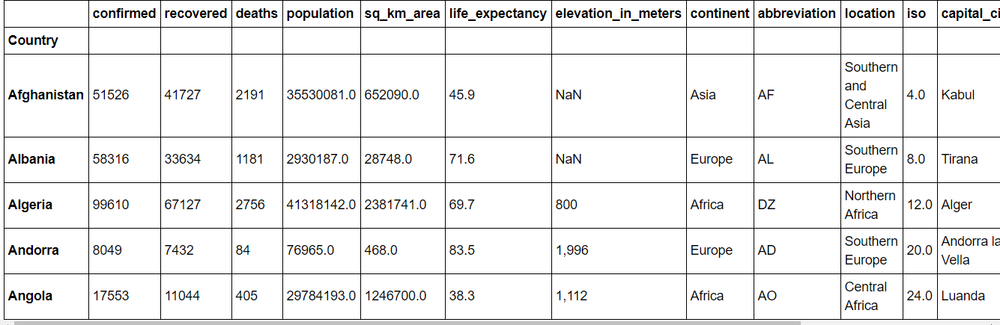 confirmed recovered deaths population sq_km_area life_expectancy elevation_in_meters continent abbreviation location iso capital_ci
Country
Afghanistan 51526 41727 2191 35530081.0 652090.0 45.9 NaN Asia AF Southern and Central Asia 4.0 Kabul
Albania 58316 33634 1181 2930187.0 28748.0 71.6 NaN Europe AL Southern Europe 8.0 Tirana
Algeria 99610 67127 2756 41318142.0 2381741.0 69.7 800 Africa DZ Northern Africa 12.0 Alger
Andorra 8049 7432 84 76965.0 468.0 83.5 1,996 Europe AD Southern Europe 20.0 Andorra la Vella
Angola 17553 11044 405 29784193.0 1246700.0 38.3 1,112 Africa AO Central Africa 24.0 Luanda